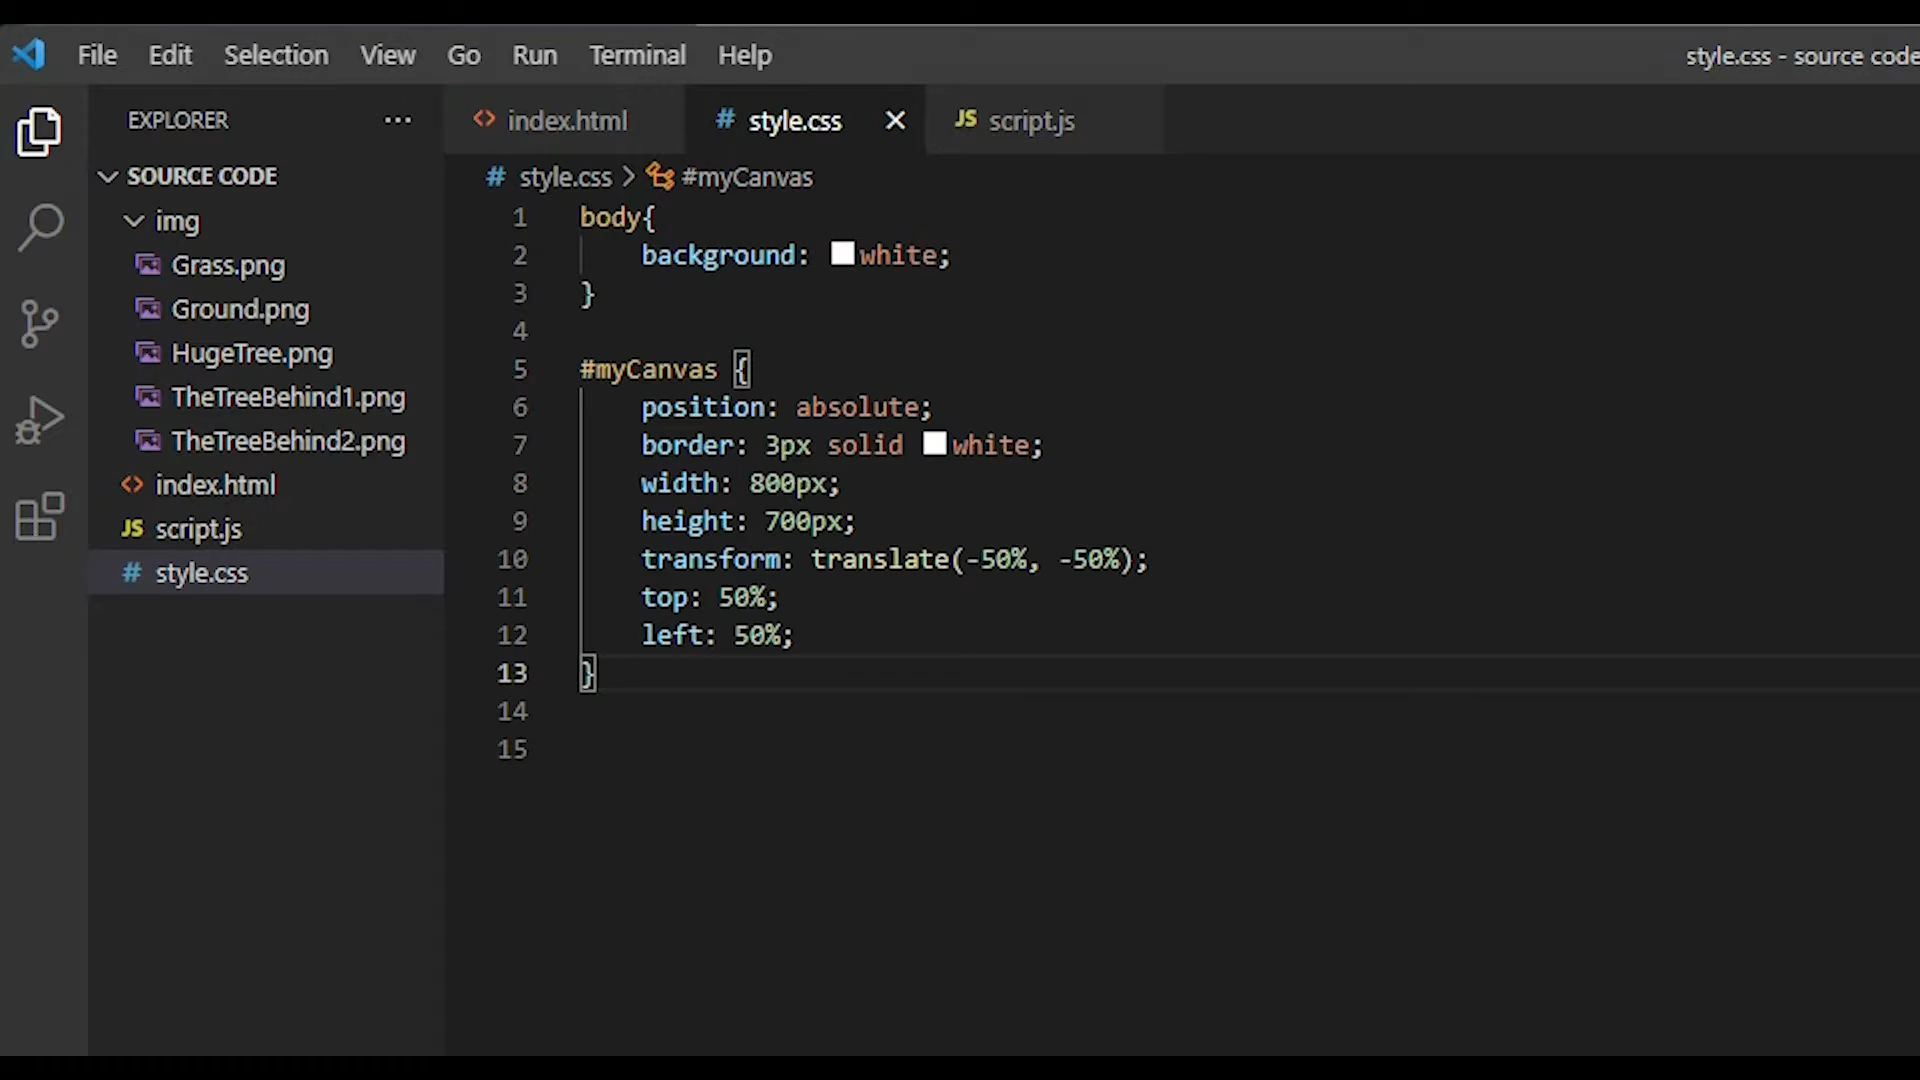 File Edit Selection View Go Run Terminal Help style.css - source code
EXPLORER ...
SOURCE CODE
img
Grass.png
Ground.png
HugeTree.png
TheTreeBehind1.png
TheTreeBehind2.png
<> index.html
JS script.js
# style.css
<> index.html # style.css JS script.js
# style.css > #myCanvas
1 body{
2 background: white;
3 }
4
5 #myCanvas {
6 position: absolute;
7 border: 3px solid white;
8 width: 800px;
9 height: 700px;
10 transform: translate(-50%, -50%);
11 top: 50%;
12 left: 50%;
13 }
14
15